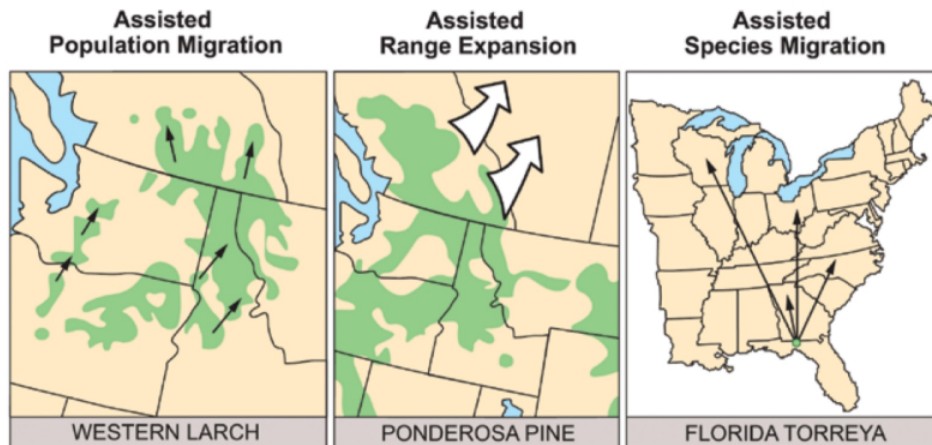 Assisted
Population Migration
Assisted
Range Expansion
Assisted
Species Migration
WESTERN LARCH
PONDEROSA PINE
FLORIDA TORREYA